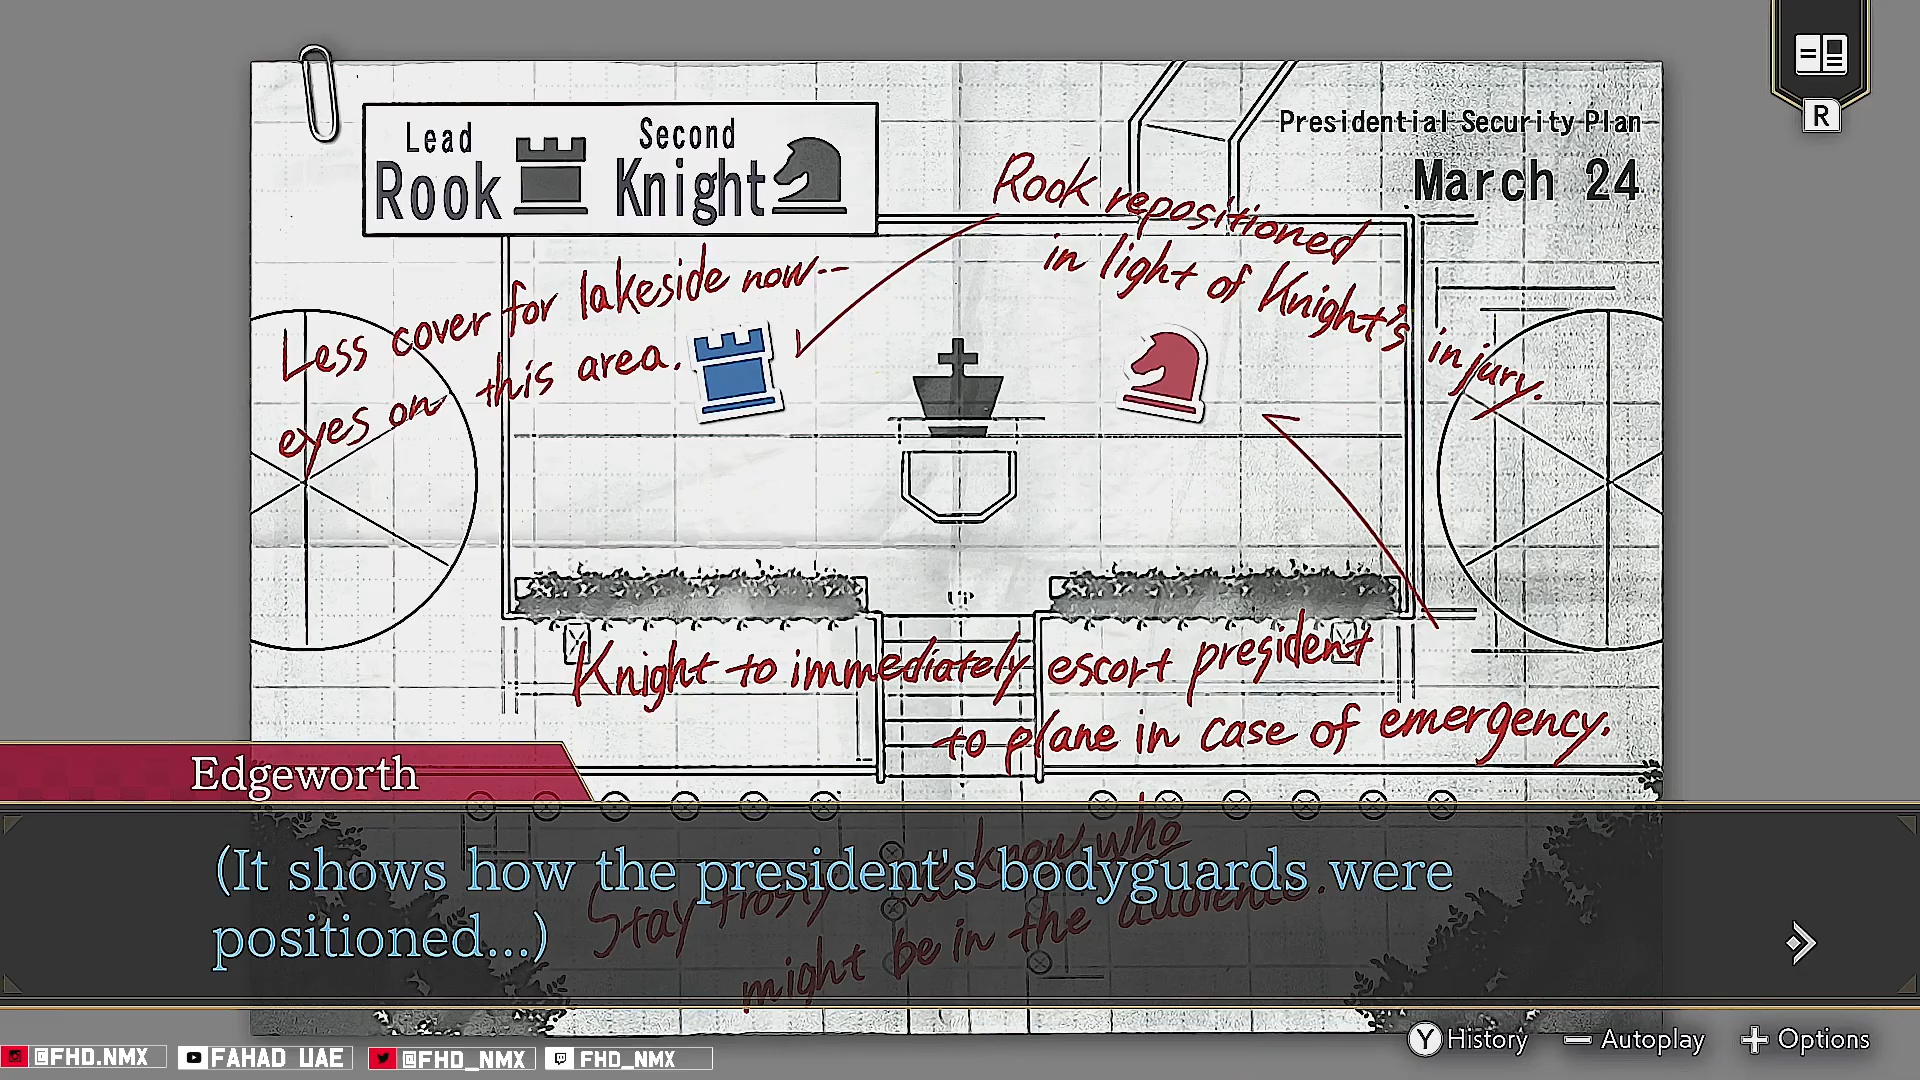 Lead
Rook
Second
Knight
Presidential Security Plan
March 24
R
Rook repositioned
in light of Knight's injury.
Less cover for lakeside now--
eyes on this area.
UP
Knight to immediately escort president
to plane in case of emergency.
Edgeworth
(It shows how the president's bodyguards were
positioned...)
Stay frosty know who
might be in the audience.
Y History
Autoplay
Options
@FHD.NMX
FAHAD UAE
@FHD_NMX
FHD_NMX